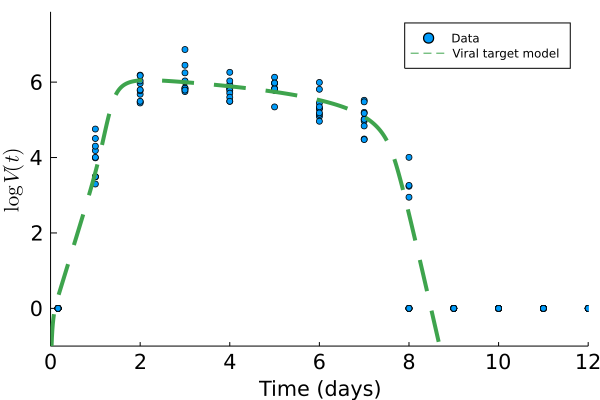 Data
Viral target model
log V(t)
6
4
2
0
0 2 4 6 8 10 12
Time (days)